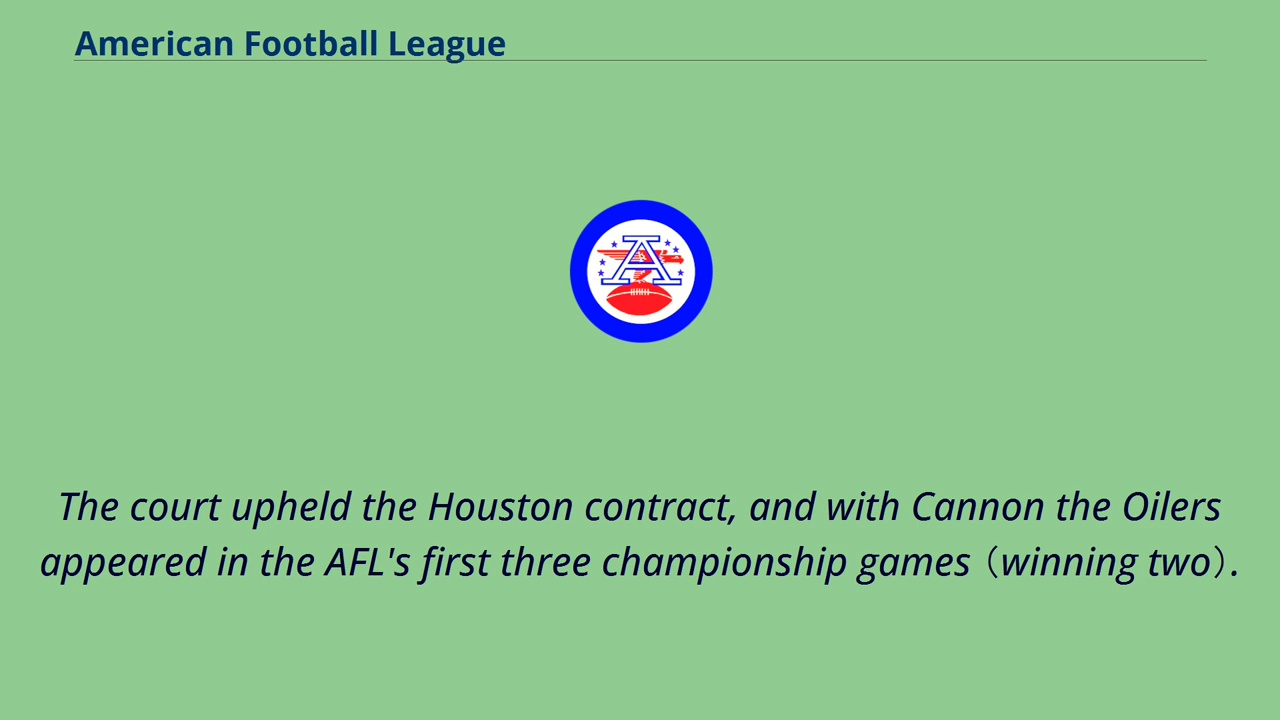 American Football League
A
The court upheld the Houston contract, and with Cannon the Oilers
appeared in the AFL's first three championship games (winning two).